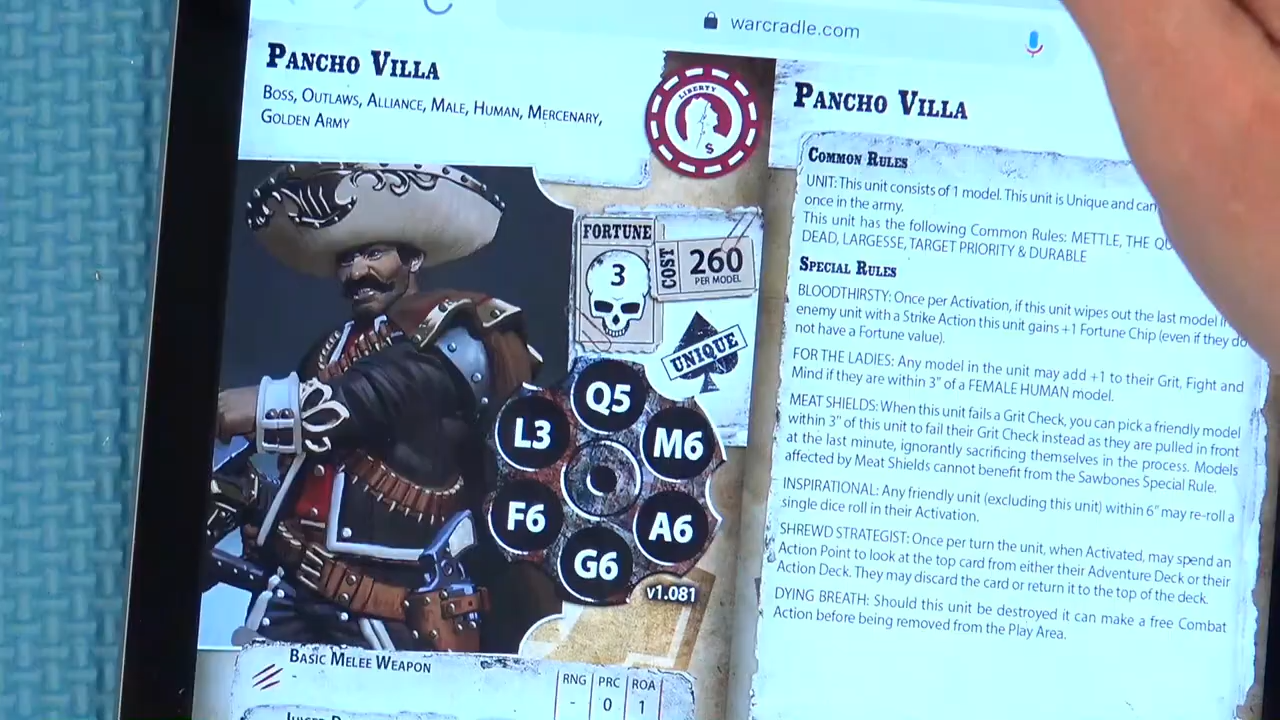 warcradle.com
Pancho Villa
Boss, Outlaws, Alliance, Male, Human, Mercenary,
Golden Army
LIBERTY
$
FORTUNE
3
COST
260
PER MODEL
UNIQUE
Q5
L3
M6
F6
A6
G6
v1.081
Basic Melee Weapon
-
RNG PRC ROA
- 0 1
Pancho Villa
Common Rules
UNIT: This unit consists of 1 model. This unit is Unique and can
once in the army.
This unit has the following Common Rules: METTLE, THE
DEAD, LARGESSE, TARGET PRIORITY & DURABLE
Special Rules
BLOODTHIRSTY: Once per Activation, if this unit wipes out the last model
enemy unit with a Strike Action this unit gains +1 Fortune Chip (even if they do
not have a Fortune value).
FOR THE LADIES: Any model in the unit may add +1 to their Grit, Fight and
Mind if they are within 3" of a FEMALE HUMAN model.
MEAT SHIELDS: When this unit fails a Grit Check, you can pick a friendly model
within 3" of this unit to fail their Grit Check instead as they are pulled in front
at the last minute, ignorantly sacrificing themselves in the process. Models
affected by Meat Shields cannot benefit from the Sawbones Special Rule.
INSPIRATIONAL: Any friendly unit (excluding this unit) within 6" may re-roll a
single dice roll in their Activation.
SHREWD STRATEGIST: Once per turn the unit, when Activated, may spend an
Action Point to look at the top card from either their Adventure Deck or their
Action Deck. They may discard the card or return it to the top of the deck.
DYING BREATH: Should this unit be destroyed it can make a free Combat
Action before being removed from the Play Area.